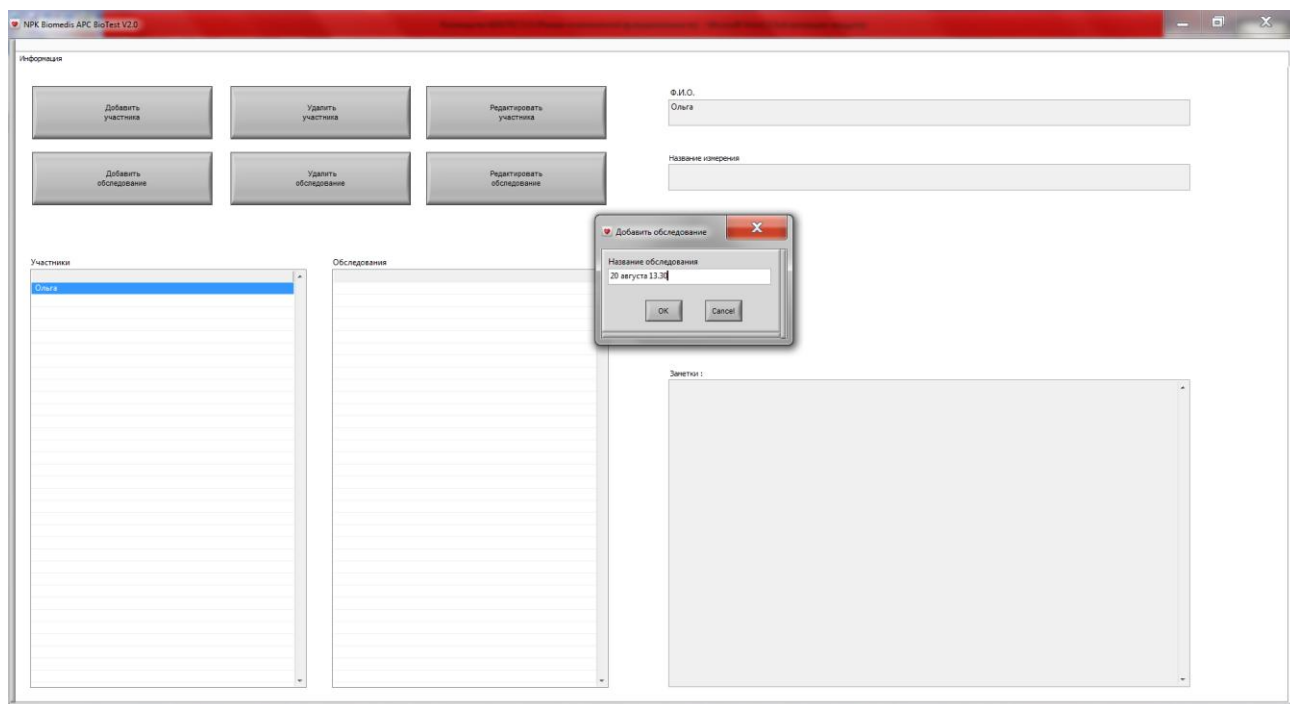 NPK Biomedis APC BioTest V2.0
Информация
Добавить
участника
Удалить
участника
Редактировать
участника
Добавить
обследование
Удалить
обследование
Редактировать
обследование
Ф.И.О.
Ольга
Название измерения
Добавить обследование
Название обследования
20 августа 13.30
OK
Cancel
Участники
Ольга
Обследования
Заметки :